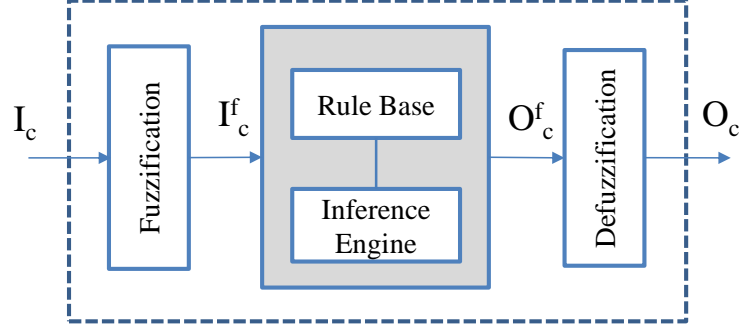 I_c
Fuzzification
I^f_c
Rule Base
Inference
Engine
O^f_c
Defuzzification
O_c